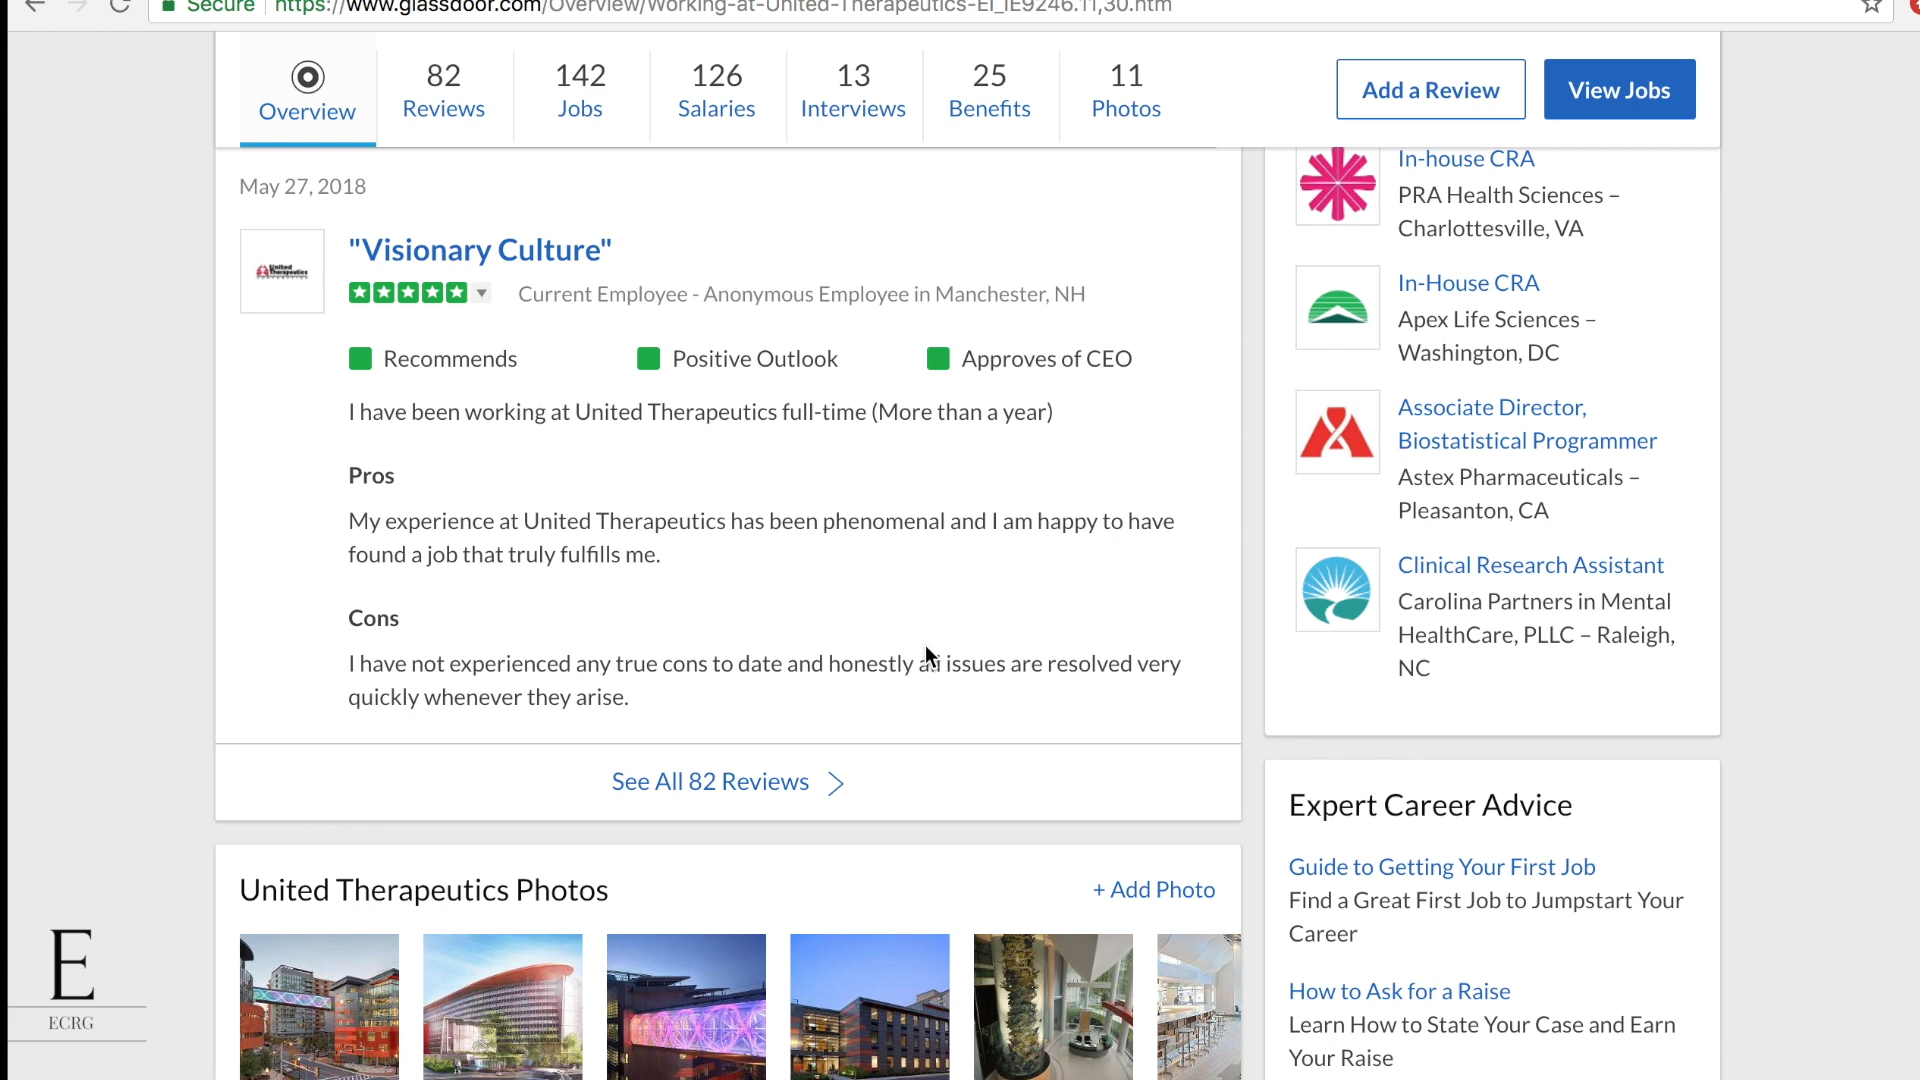 Secure https://www.glassdoor.com/Overview/Working-at-United-Therapeutics-EI_IE9246.11,30.htm
Overview
82
Reviews
142
Jobs
126
Salaries
13
Interviews
25
Benefits
11
Photos
Add a Review
View Jobs
May 27, 2018
United
Therapeutics
"Visionary Culture"
Current Employee - Anonymous Employee in Manchester, NH
Recommends
Positive Outlook
Approves of CEO
I have been working at United Therapeutics full-time (More than a year)
Pros
My experience at United Therapeutics has been phenomenal and I am happy to have
found a job that truly fulfills me.
Cons
I have not experienced any true cons to date and honestly all issues are resolved very
quickly whenever they arise.
See All 82 Reviews
United Therapeutics Photos
+ Add Photo
In-house CRA
PRA Health Sciences –
Charlottesville, VA
In-House CRA
Apex Life Sciences –
Washington, DC
Associate Director,
Biostatistical Programmer
Astex Pharmaceuticals –
Pleasanton, CA
Clinical Research Assistant
Carolina Partners in Mental
HealthCare, PLLC – Raleigh,
NC
Expert Career Advice
Guide to Getting Your First Job
Find a Great First Job to Jumpstart Your
Career
How to Ask for a Raise
Learn How to State Your Case and Earn
Your Raise
E
ECRG